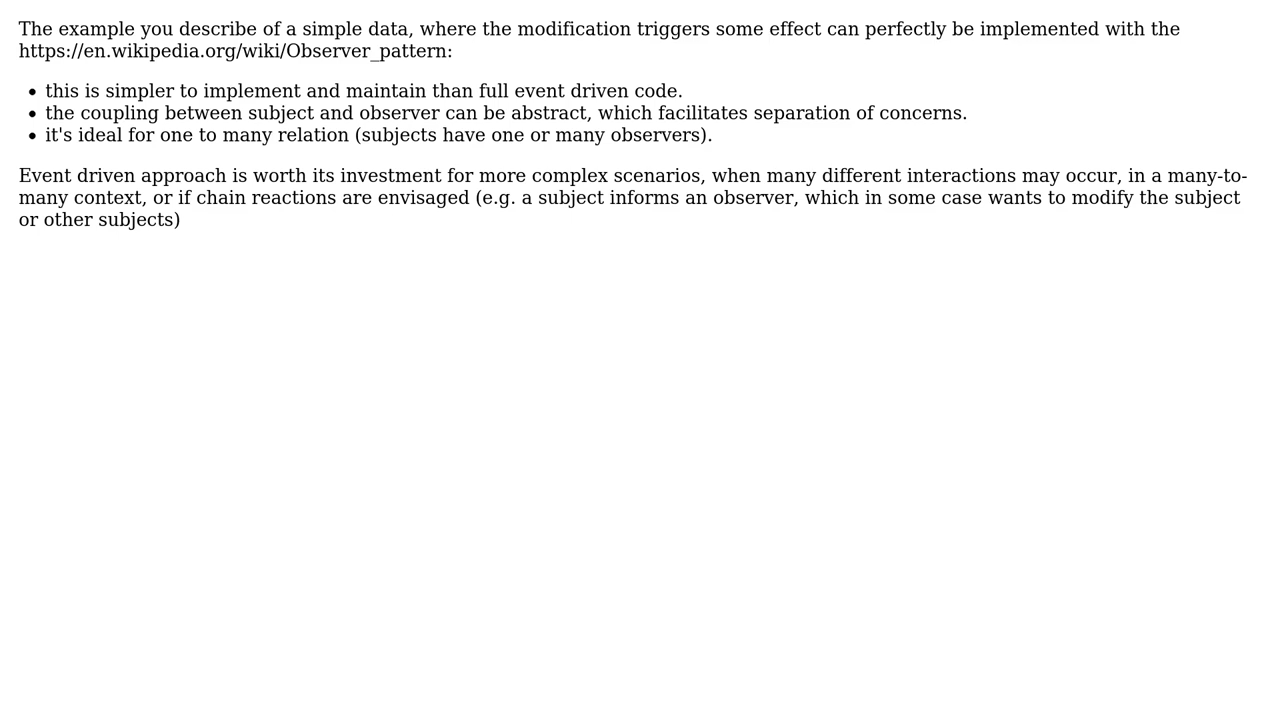 The example you describe of a simple data, where the modification triggers some effect can perfectly be implemented with the
https://en.wikipedia.org/wiki/Observer_pattern:
• this is simpler to implement and maintain than full event driven code.
• the coupling between subject and observer can be abstract, which facilitates separation of concerns.
• it's ideal for one to many relation (subjects have one or many observers).
Event driven approach is worth its investment for more complex scenarios, when many different interactions may occur, in a many-to-
many context, or if chain reactions are envisaged (e.g. a subject informs an observer, which in some case wants to modify the subject
or other subjects)